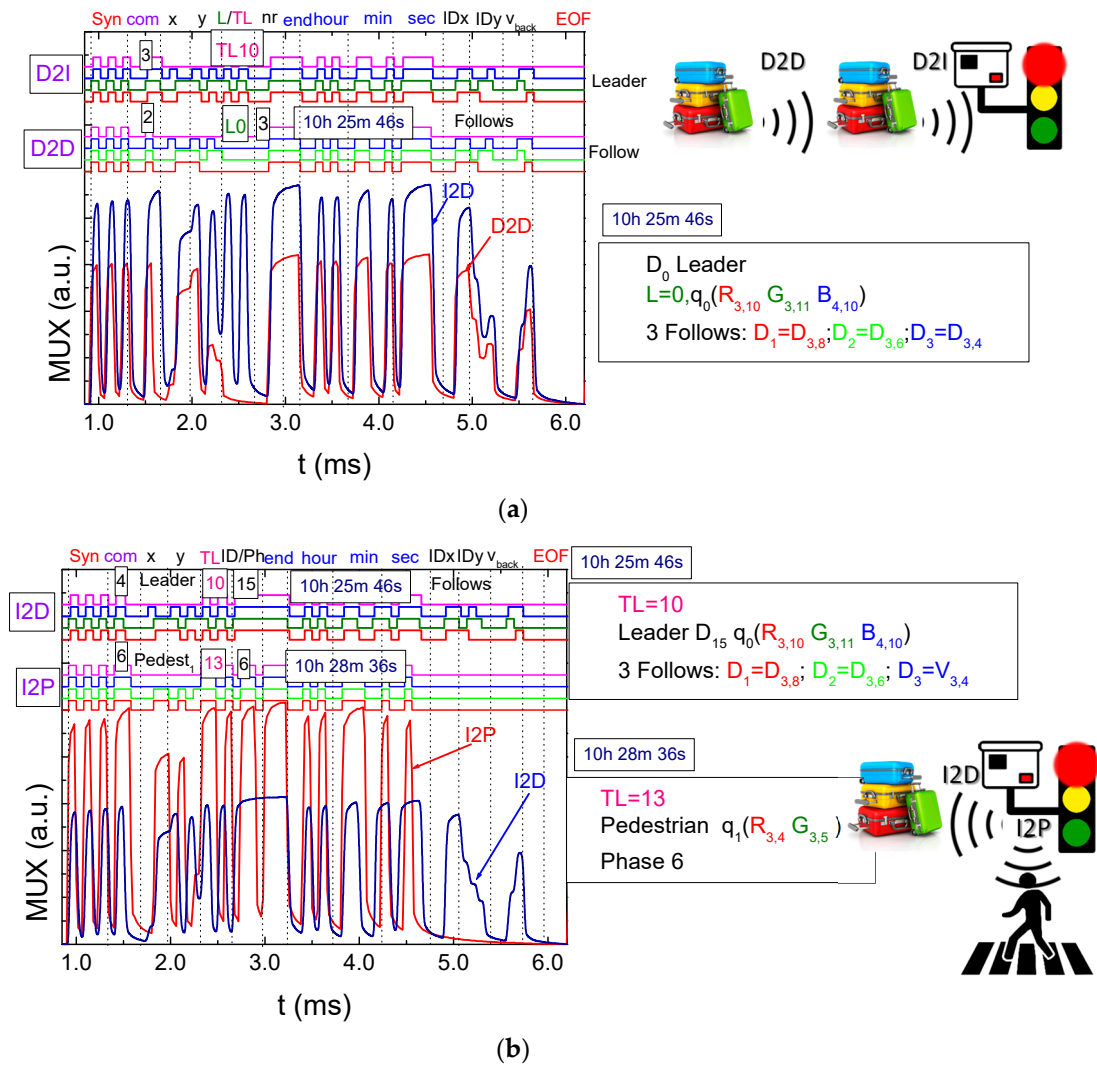 Syn com x y L/TL nr end hour min sec IDx IDy v_back EOF
3
TL10
D2I
Leader
2
L0
3
10h 25m 46s
Follows
D2D
Follow
I2D
D2D
MUX (a.u.)
1.0 2.0 3.0 4.0 5.0 6.0
t (ms)
D2D
D2I
10h 25m 46s
D0 Leader
L=0,q0(R3,10 G3,11 B4,10)
3 Follows: D1=D3,8;D2=D3,6;D3=D3,4
(a)
Syn com x y TL ID/Ph end hour min sec IDx IDy v_back EOF
4 Leader 10 15 10h 25m 46s Follows
I2D
6 Pedest1 13 6 10h 28m 36s
I2P
I2P
I2D
MUX (a.u.)
1.0 2.0 3.0 4.0 5.0 6.0
t (ms)
10h 25m 46s
TL=10
Leader D15 q0(R3,10 G3,11 B4,10)
3 Follows: D1=D3,8; D2=D3,6; D3=V3,4
10h 28m 36s
TL=13
Pedestrian q1(R3,4 G3,5 )
Phase 6
I2D
I2P
(b)